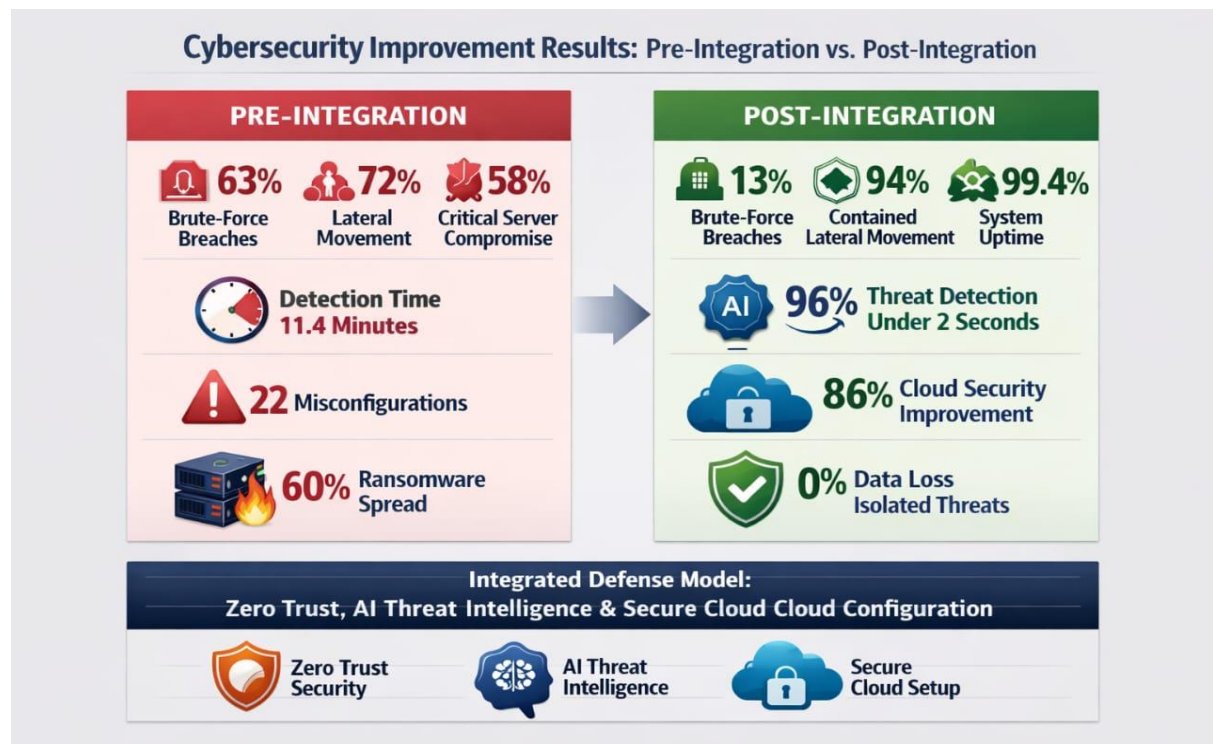 Cybersecurity Improvement Results: Pre-Integration vs. Post-Integration
PRE-INTEGRATION
63%
Brute-Force
Breaches
72%
Lateral
Movement
58%
Critical Server
Compromise
Detection Time
11.4 Minutes
22 Misconfigurations
60% Ransomware
Spread
POST-INTEGRATION
13%
Brute-Force
Breaches
94%
Contained
Lateral Movement
99.4%
System
Uptime
AI
96% Threat Detection
Under 2 Seconds
86% Cloud Security
Improvement
0% Data Loss
Isolated Threats
Integrated Defense Model:
Zero Trust, AI Threat Intelligence & Secure Cloud Cloud Configuration
Zero Trust
Security
AI Threat
Intelligence
Secure
Cloud Setup